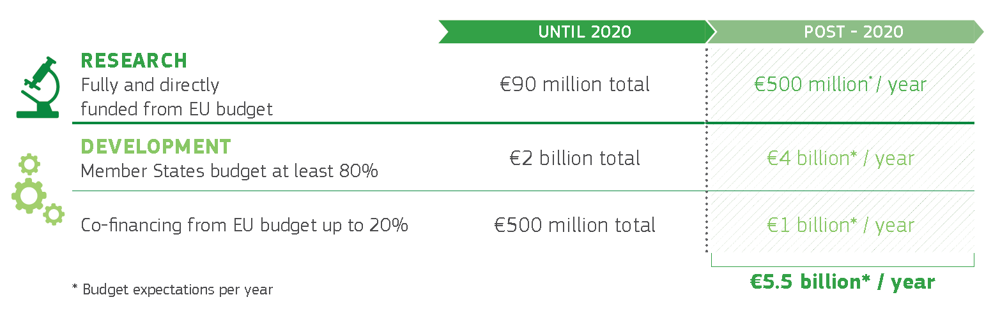 UNTIL 2020
POST - 2020
RESEARCH
Fully and directly
funded from EU budget
€90 million total
€500 million* / year
DEVELOPMENT
Member States budget at least 80%
€2 billion total
€4 billion* / year
Co-financing from EU budget up to 20%
€500 million total
€1 billion* / year
€5.5 billion* / year
* Budget expectations per year